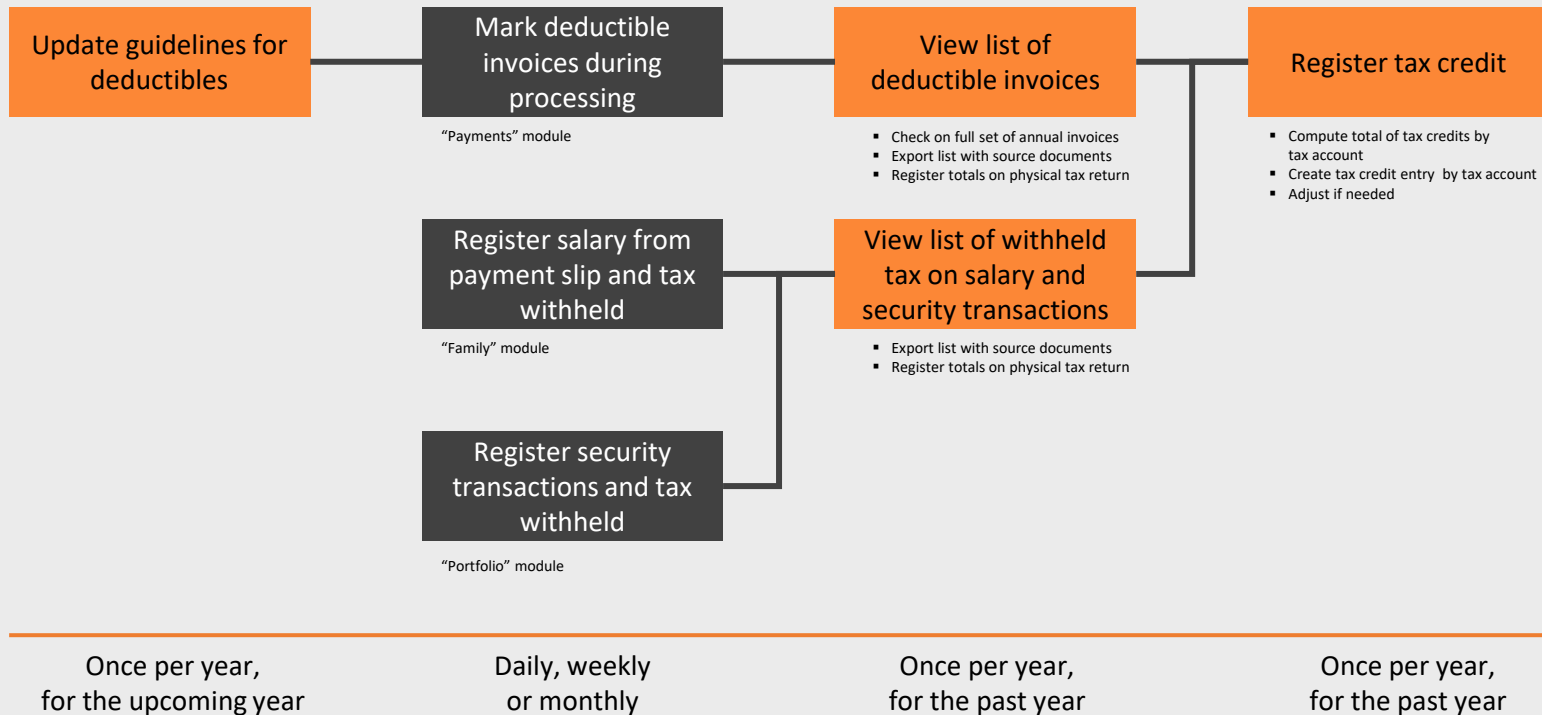 Update guidelines for
deductibles
Mark deductible
invoices during
processing
“Payments” module
View list of
deductible invoices
▪ Check on full set of annual invoices
▪ Export list with source documents
▪ Register totals on physical tax return
Register tax credit
▪ Compute total of tax credits by
tax account
▪ Create tax credit entry by tax account
▪ Adjust if needed
Register salary from
payment slip and tax
withheld
“Family” module
View list of withheld
tax on salary and
security transactions
▪ Export list with source documents
▪ Register totals on physical tax return
Register security
transactions and tax
withheld
“Portfolio” module
Once per year,
for the upcoming year
Daily, weekly
or monthly
Once per year,
for the past year
Once per year,
for the past year